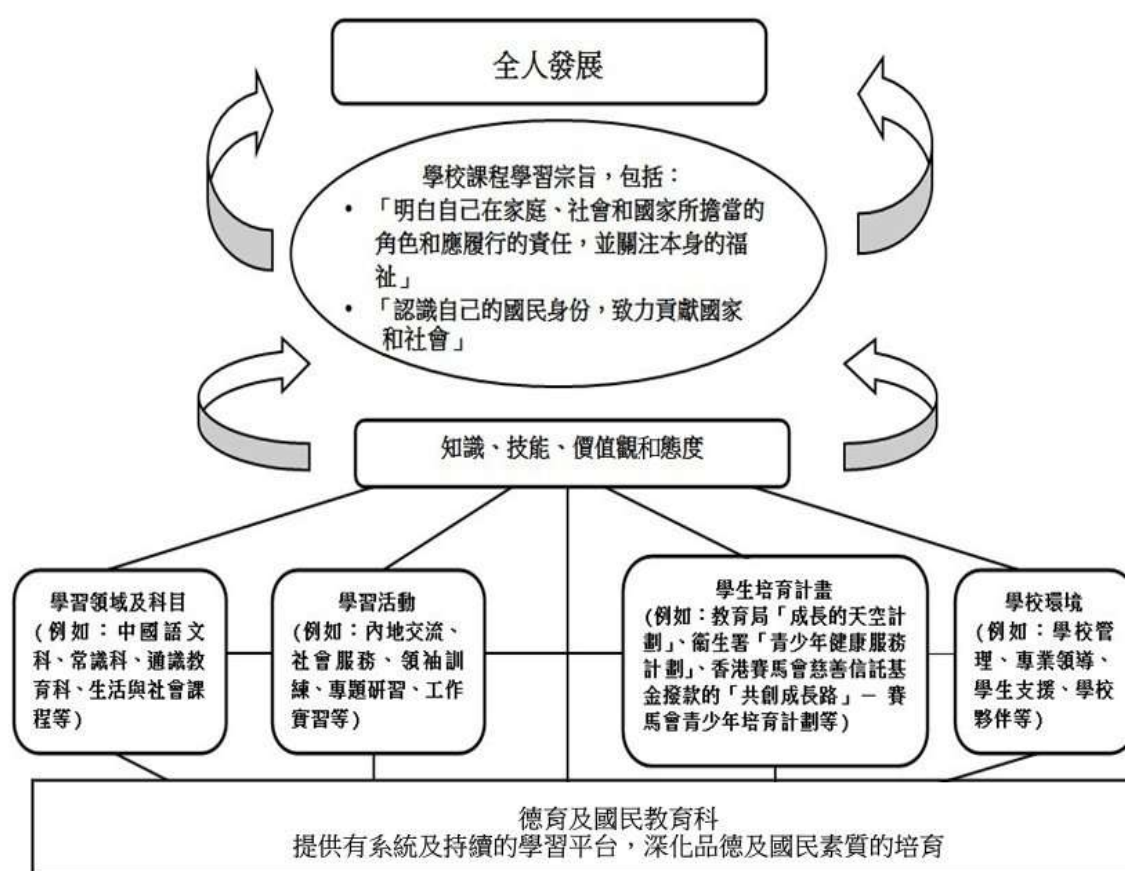 全人發展
學校課程學習宗旨，包括：
• 「明白自己在家庭、社會和國家所擔當的
角色和應履行的責任，並關注本身的福
祉」
• 「認識自己的國民身份，致力貢獻國家
和社會」
知識、技能、價值觀和態度
學習領域及科目
(例如：中國語文
科、常識科、通識教
育科、生活與社會課
程等)
學習活動
(例如：內地交流、
社會服務、領袖訓
練、專題研習、工作
實習等)
學生培育計畫
(例如：教育局「成長的天空計
劃」、衞生署「青少年健康服務
計劃」、香港賽馬會慈善信託基
金撥款的「共創成長路」－ 賽
馬會青少年培育計劃等)
學校環境
(例如：學校管
理、專業領導、
學生支援、學校
夥伴等)
德育及國民教育科
提供有系統及持續的學習平台，深化品德及國民素質的培育